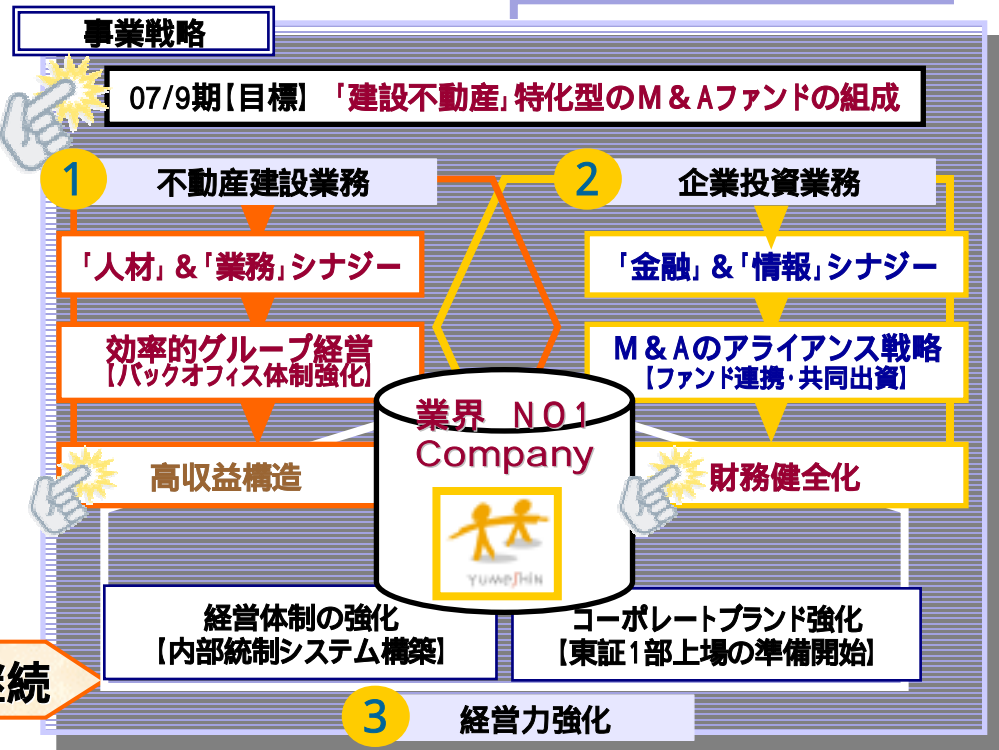 事業戦略
07/9期【目標】「建設不動産」特化型のM&Aファンドの組成
1
不動産建設業務
2
企業投資業務
「人材」&「業務」シナジー
「金融」&「情報」シナジー
効率的グループ経営
【バックオフィス体制強化】
M&Aのアライアンス戦略
【ファンド連携・共同出資】
業界 NO1
Company
高収益構造
財務健全化
YUMESHIN
経営体制の強化
【内部統制システム構築】
コーポレートブランド強化
【東証1部上場の準備開始】
続
3
経営力強化